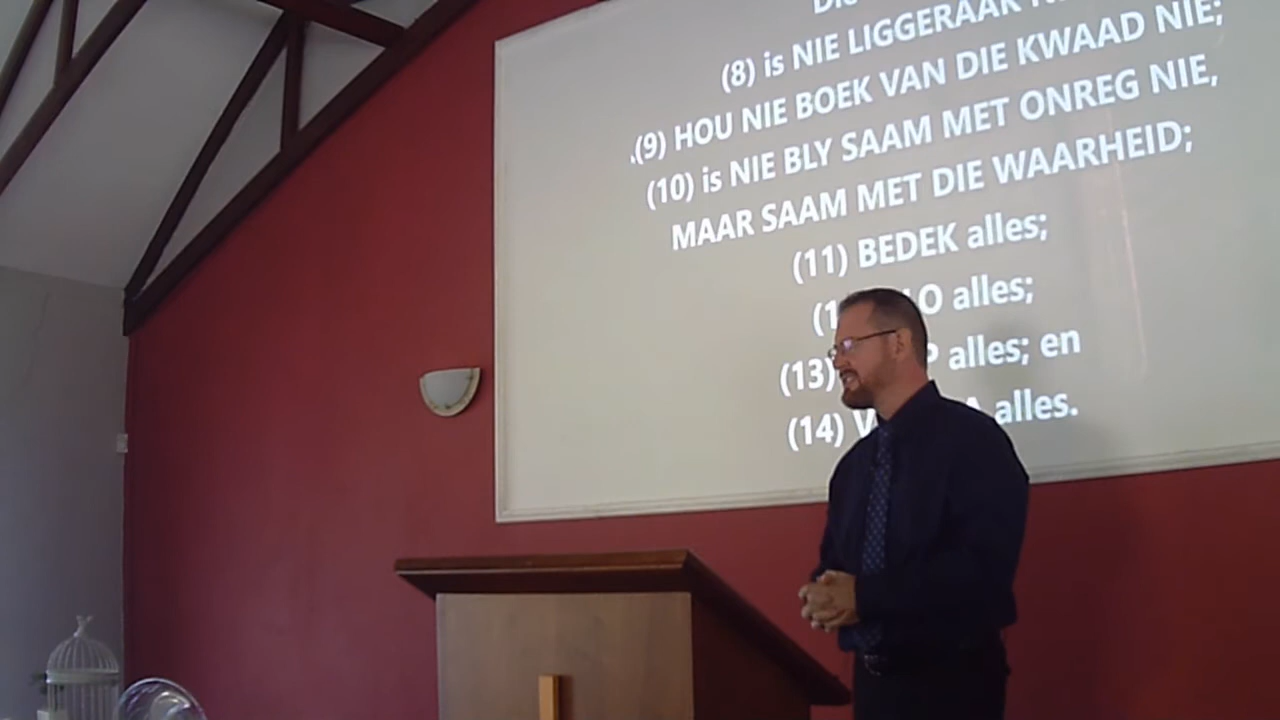 (8) is NIE LIGGERAAK
(9) HOU NIE BOEK VAN DIE KWAAD NIE;
(10) is NIE BLY SAAM MET ONREG NIE,
MAAR SAAM MET DIE WAARHEID;
(11) BEDEK alles;
alles;
(13) alles; en
(14) alles.